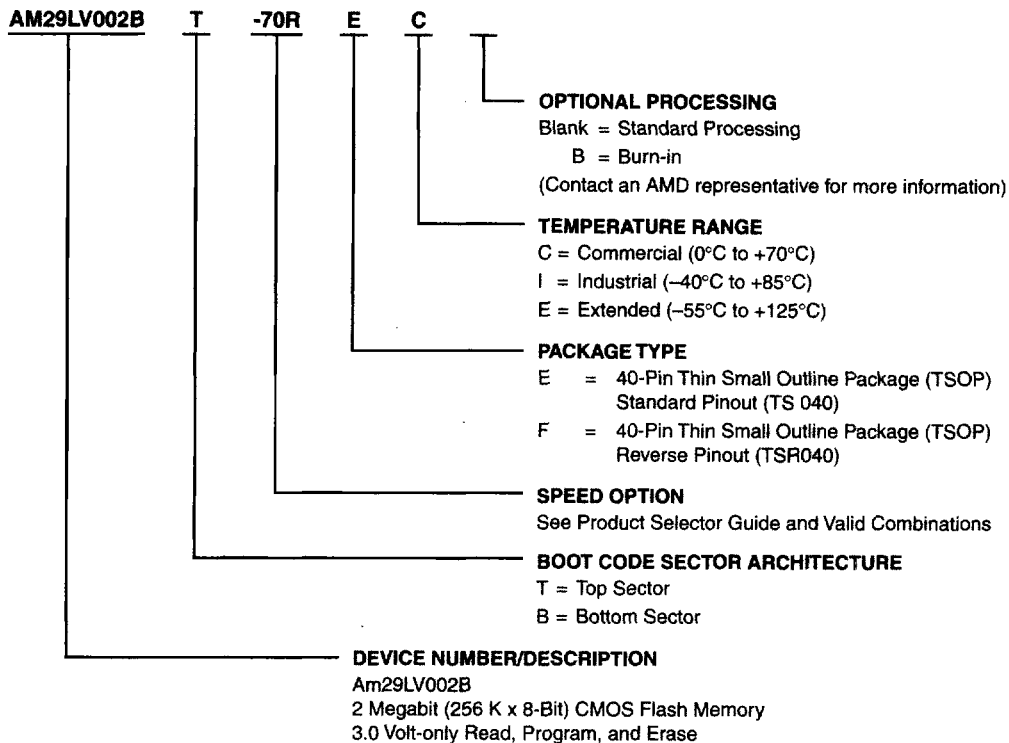 AM29LV002B T -70R E C
OPTIONAL PROCESSING
Blank = Standard Processing
B = Burn-in
(Contact an AMD representative for more information)
TEMPERATURE RANGE
C = Commercial (0°C to +70°C)
I = Industrial (–40°C to +85°C)
E = Extended (–55°C to +125°C)
PACKAGE TYPE
E = 40-Pin Thin Small Outline Package (TSOP)
Standard Pinout (TS 040)
F = 40-Pin Thin Small Outline Package (TSOP)
Reverse Pinout (TSR040)
SPEED OPTION
See Product Selector Guide and Valid Combinations
BOOT CODE SECTOR ARCHITECTURE
T = Top Sector
B = Bottom Sector
DEVICE NUMBER/DESCRIPTION
Am29LV002B
2 Megabit (256 K x 8-Bit) CMOS Flash Memory
3.0 Volt-only Read, Program, and Erase